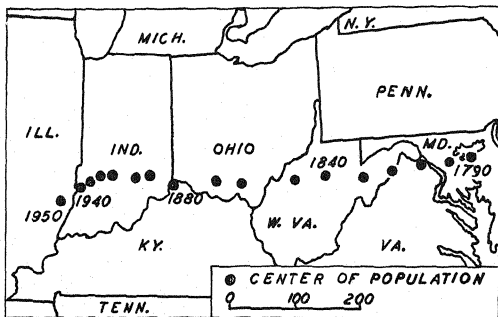 N.Y.
MICH.
PENN.
ILL.
IND.
OHIO
1840
MD.
1790
1950
1940
1880
W. VA.
KY.
VA.
CENTER OF POPULATION
0 100 200
TENN.